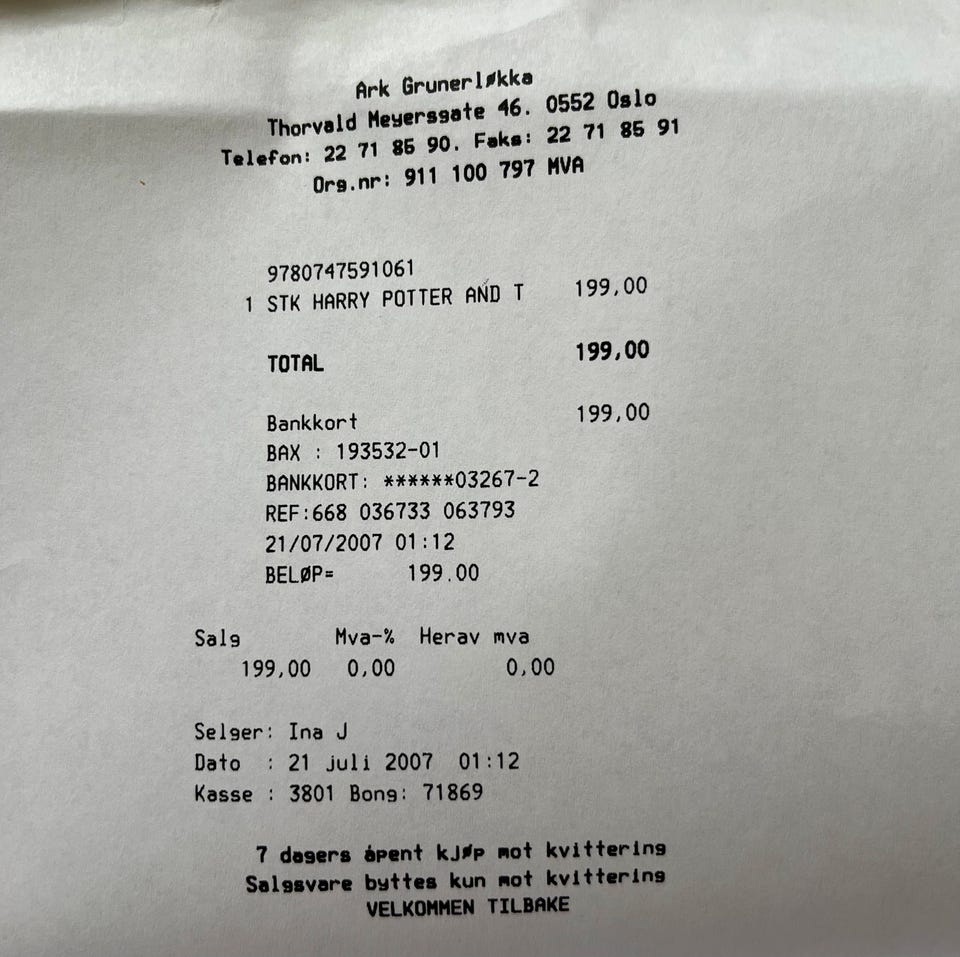 Ark Grunerløkka
Thorvald Meyersgate 46. 0552 Oslo
Telefon: 22 71 85 90. Faks: 22 71 85 91
Org.nr: 911 100 797 MVA
9780747591061
1 STK HARRY POTTER AND T 199,00
TOTAL 199,00
Bankkort 199,00
BAX : 193532-01
BANKKORT: ******03267-2
REF:668 036733 063793
21/07/2007 01:12
BELØP= 199.00
Salg Mva-% Herav mva
199,00 0,00 0,00
Selger: Ina J
Dato : 21 juli 2007 01:12
Kasse : 3801 Bong: 71869
7 dagers åpent kjøp mot kvittering
Salgsvare byttes kun mot kvittering
VELKOMMEN TILBAKE